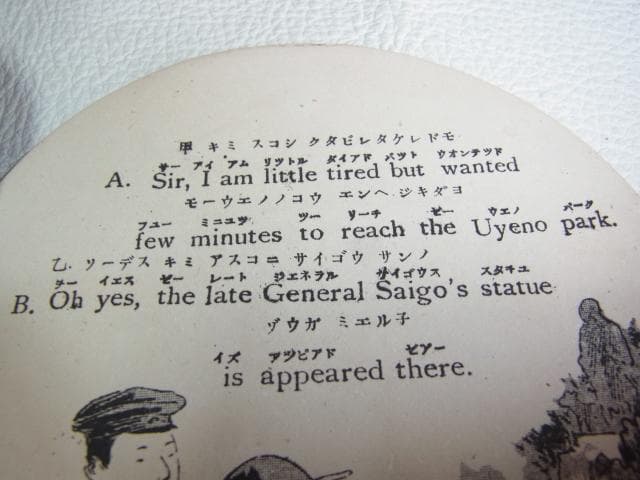 甲 キミ スコシ クタビレタケレドモ
サー アイ アム リツトル タイアド バツト ウオンテツド
A. Sir, I am little tired but wanted
モーウエノノコウ エンヘ ジキダヨ
フユー ミニユツ ツー リーチ ゼー ウエノ パーク
few minutes to reach the Uyeno park.
乙. ソーデス キミ アスコニ サイゴウ サンノ
オー イエス ゼー レート ジエネラル サイゴウス スタチユ
B. Oh yes, the late General Saigo's statue
ゾウガ ミエル子
イズ アツピアド ゼアー
is appeared there.